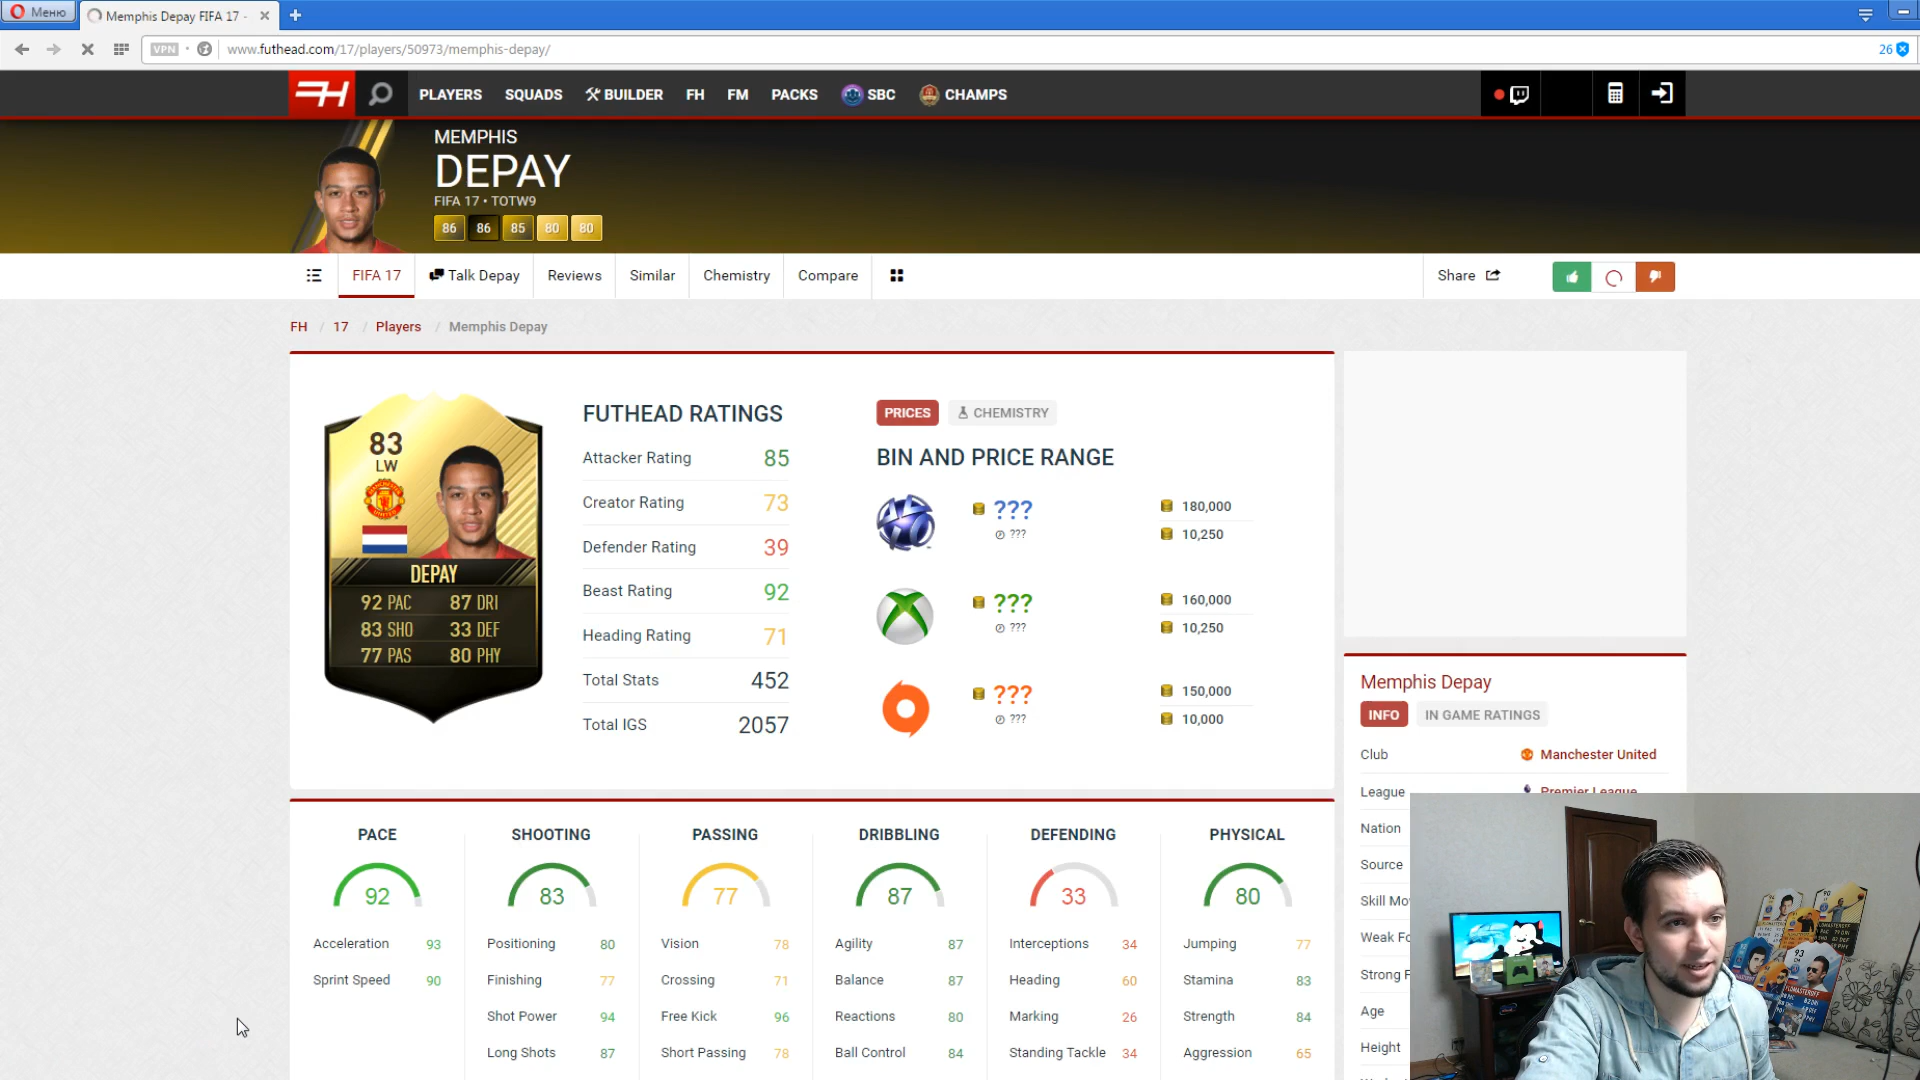 Меню
Memphis Depay FIFA 17 -
VPN
www.futhead.com/17/players/50973/memphis-depay/
26
FH
PLAYERS
SQUADS
BUILDER
FH
FM
PACKS
SBC
CHAMPS
MEMPHIS
DEPAY
FIFA 17 • TOTW9
86 86 85 80 80
FIFA 17
Talk Depay
Reviews
Similar
Chemistry
Compare
Share
FH / 17 / Players / Memphis Depay
83
LW
DEPAY
92 PAC 87 DRI
83 SHO 33 DEF
77 PAS 80 PHY
FUTHEAD RATINGS
Attacker Rating 85
Creator Rating 73
Defender Rating 39
Beast Rating 92
Heading Rating 71
Total Stats 452
Total IGS 2057
PRICES
CHEMISTRY
BIN AND PRICE RANGE
??? 180,000
??? 10,250
??? 160,000
??? 10,250
??? 150,000
??? 10,000
Memphis Depay
INFO
IN GAME RATINGS
Club Manchester United
League Premier League
Nation
Source
Skill Mo
Weak Fo
Strong F
Age
Height
PACE
92
Acceleration 93
Sprint Speed 90
SHOOTING
83
Positioning 80
Finishing 77
Shot Power 94
Long Shots 87
PASSING
77
Vision 78
Crossing 71
Free Kick 96
Short Passing 78
DRIBBLING
87
Agility 87
Balance 87
Reactions 80
Ball Control 84
DEFENDING
33
Interceptions 34
Heading 60
Marking 26
Standing Tackle 34
PHYSICAL
80
Jumping 77
Stamina 83
Strength 84
Aggression 65